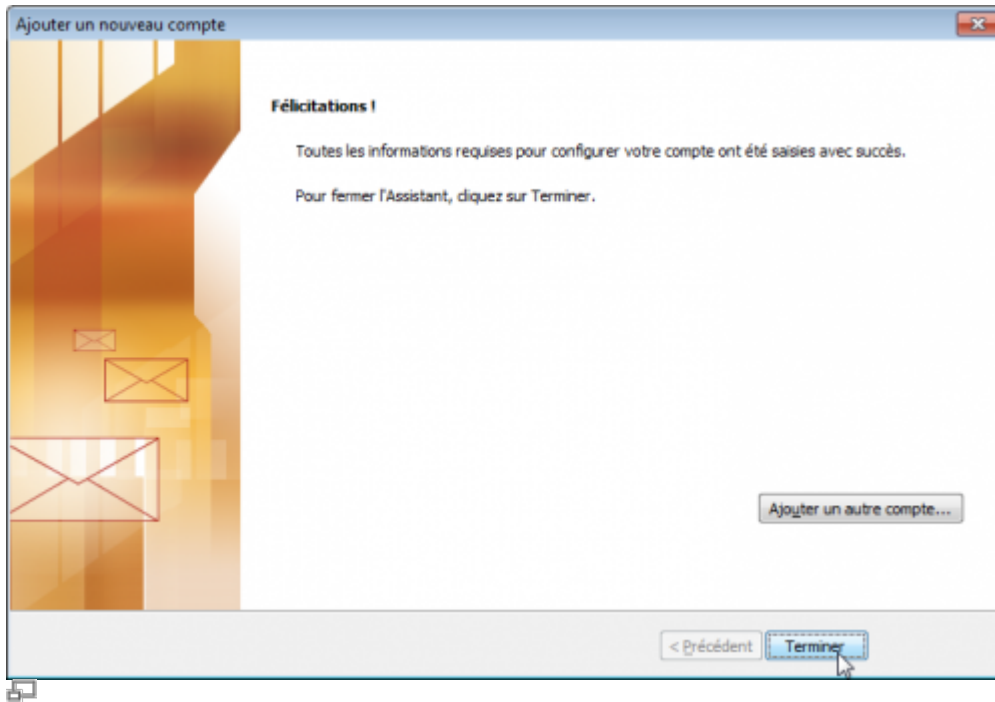 Ajouter un nouveau compte
Félicitations !
Toutes les informations requises pour configurer votre compte ont été saisies avec succès.
Pour fermer l'Assistant, cliquez sur Terminer.
Ajouter un autre compte...
< Précédent
Terminer